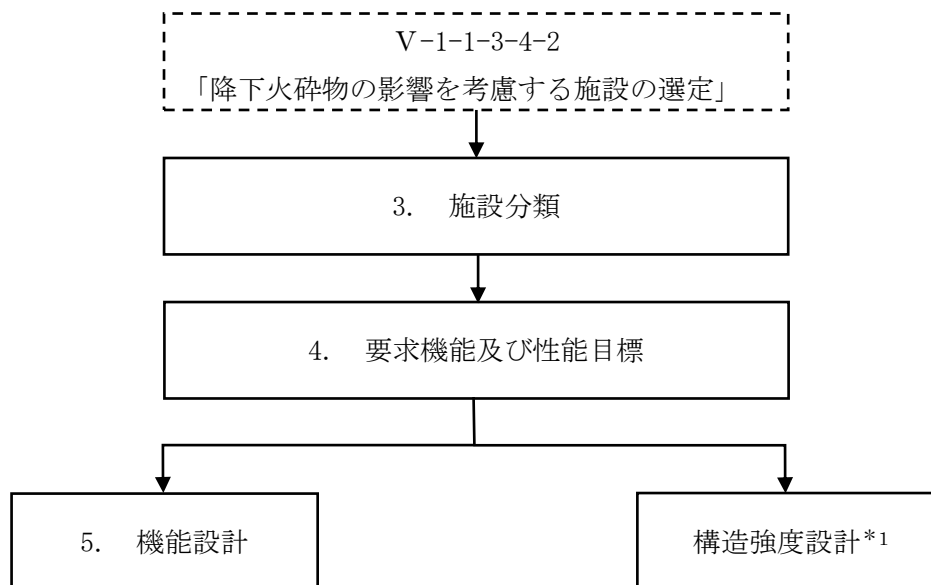 Ⅴ-1-1-3-4-2
「降下火砕物の影響を考慮する施設の選定」
3. 施設分類
4. 要求機能及び性能目標
5. 機能設計
構造強度設計*1